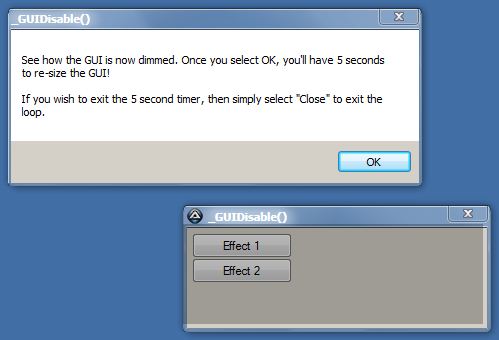 _GUIDisable()
See how the GUI is now dimmed. Once you select OK, you'll have 5 seconds
to re-size the GUI!
If you wish to exit the 5 second timer, then simply select "Close" to exit the
loop.
OK
_GUIDisable()
Effect 1
Effect 2